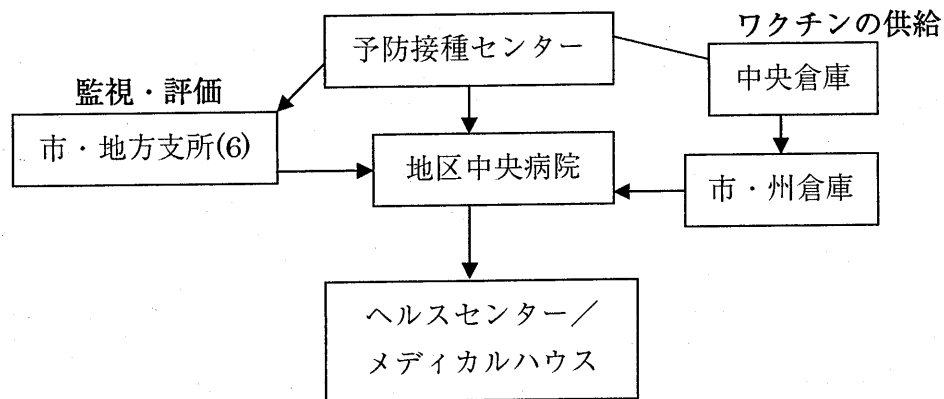 ワクチンの供給
予防接種センター
中央倉庫
監視・評価
市・地方支所(6)
地区中央病院
市・州倉庫
ヘルスセンター／
メディカルハウス